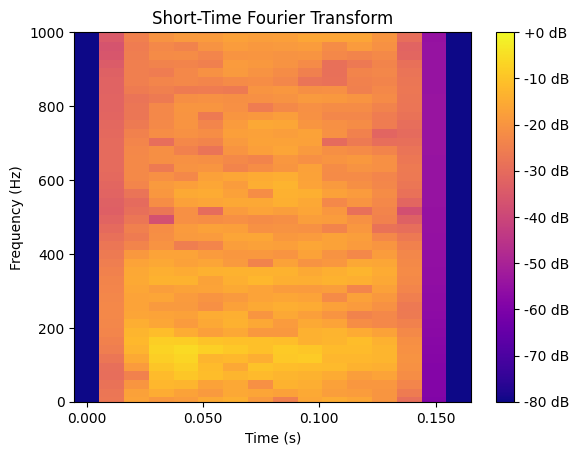 Short-Time Fourier Transform
1000
800
600
400
200
0
Frequency (Hz)
0.000
0.050
0.100
0.150
Time (s)
+0 dB
-10 dB
-20 dB
-30 dB
-40 dB
-50 dB
-60 dB
-70 dB
-80 dB